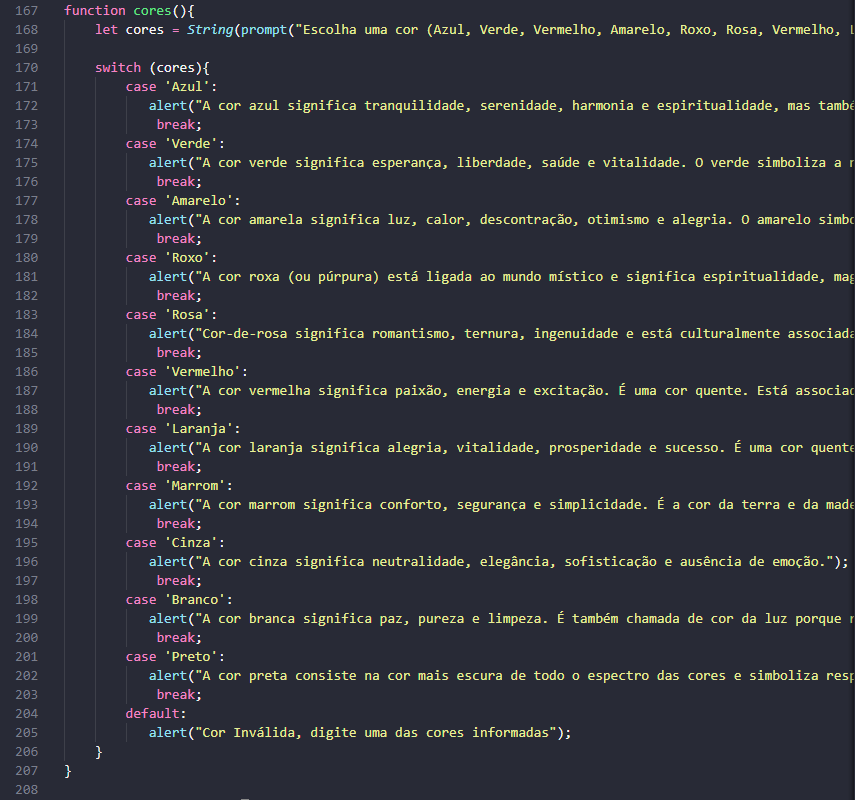 167 function cores(){
168 let cores = String(prompt("Escolha uma cor (Azul, Verde, Vermelho, Amarelo, Roxo, Rosa, Vermelho,
169
170 switch (cores){
171 case 'Azul':
172 alert("A cor azul significa tranquilidade, serenidade, harmonia e espiritualidade, mas també
173 break;
174 case 'Verde':
175 alert("A cor verde significa esperança, liberdade, saúde e vitalidade. O verde simboliza a
176 break;
177 case 'Amarelo':
178 alert("A cor amarela significa luz, calor, descontração, otimismo e alegria. O amarelo simbo
179 break;
180 case 'Roxo':
181 alert("A cor roxa (ou púrpura) está ligada ao mundo místico e significa espiritualidade, mag
182 break;
183 case 'Rosa':
184 alert("Cor-de-rosa significa romantismo, ternura, ingenuidade e está culturalmente associada
185 break;
186 case 'Vermelho':
187 alert("A cor vermelha significa paixão, energia e excitação. É uma cor quente. Está associad
188 break;
189 case 'Laranja':
190 alert("A cor laranja significa alegria, vitalidade, prosperidade e sucesso. É uma cor quente
191 break;
192 case 'Marrom':
193 alert("A cor marrom significa conforto, segurança e simplicidade. É a cor da terra e da made
194 break;
195 case 'Cinza':
196 alert("A cor cinza significa neutralidade, elegância, sofisticação e ausência de emoção.");
197 break;
198 case 'Branco':
199 alert("A cor branca significa paz, pureza e limpeza. É também chamada de cor da luz porque
200 break;
201 case 'Preto':
202 alert("A cor preta consiste na cor mais escura de todo o espectro das cores e simboliza resp
203 break;
204 default:
205 alert("Cor Inválida, digite uma das cores informadas");
206 }
207 }
208